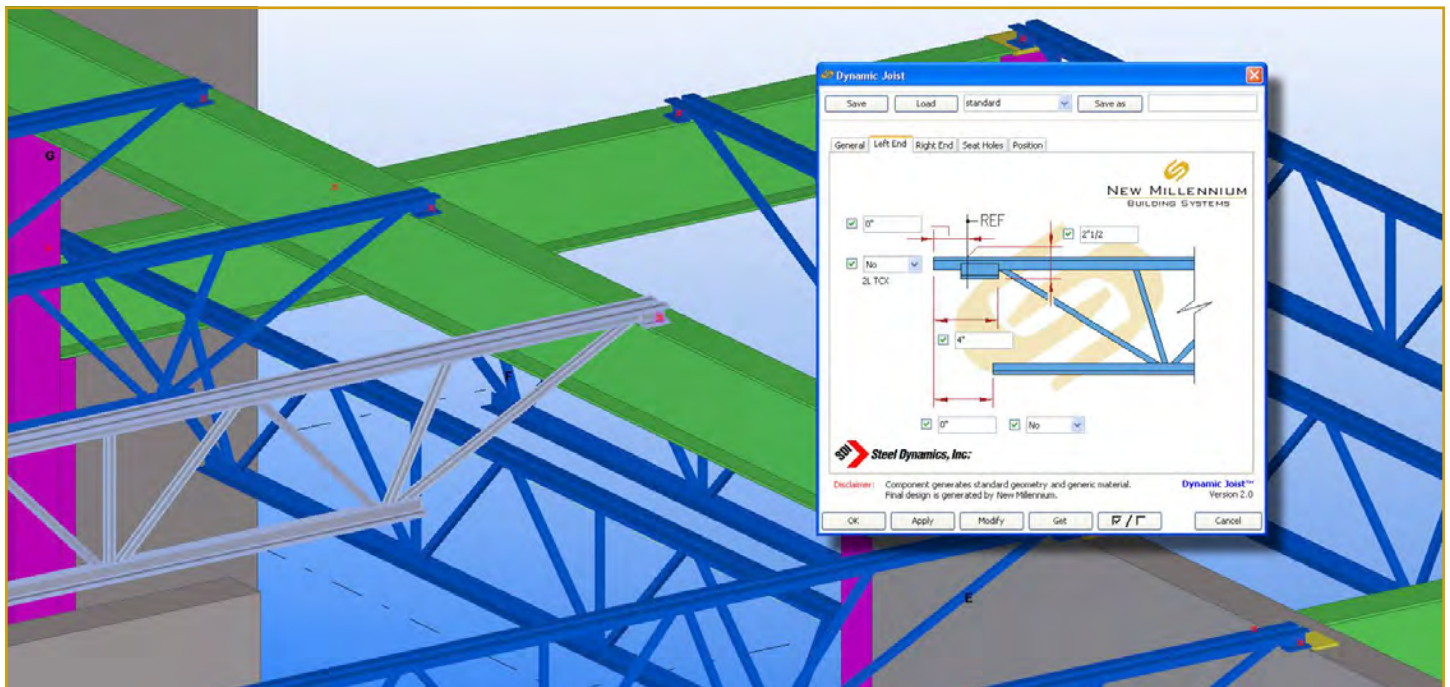 Dynamic Joist
Save Load standard Save as
General Left End Right End Seat Holes Position
NEW MILLENNIUM
BUILDING SYSTEMS
0" REF 2"1/2
No
2L TCX
4"
0" No
SDI Steel Dynamics, Inc.
Disclaimer: Component generates standard geometry and generic material. Dynamic Joist™
Final design is generated by New Millennium. Version 2.0
OK Apply Modify Get / Cancel
G
F
E